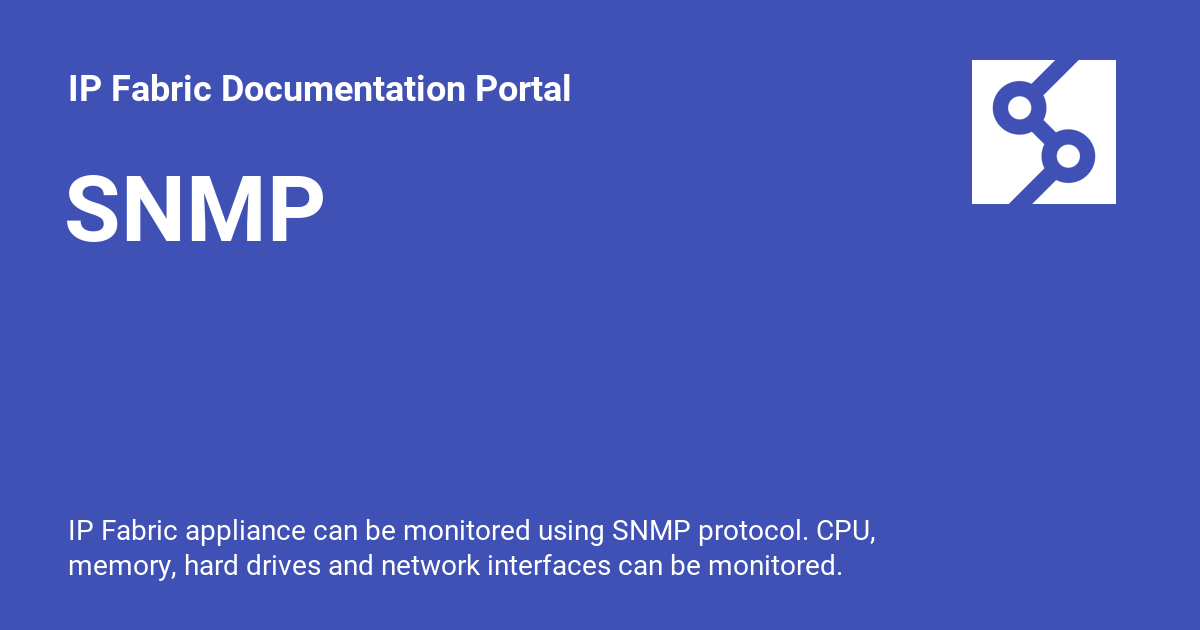 IP Fabric Documentation Portal
SNMP
IP Fabric appliance can be monitored using SNMP protocol. CPU,
memory, hard drives and network interfaces can be monitored.